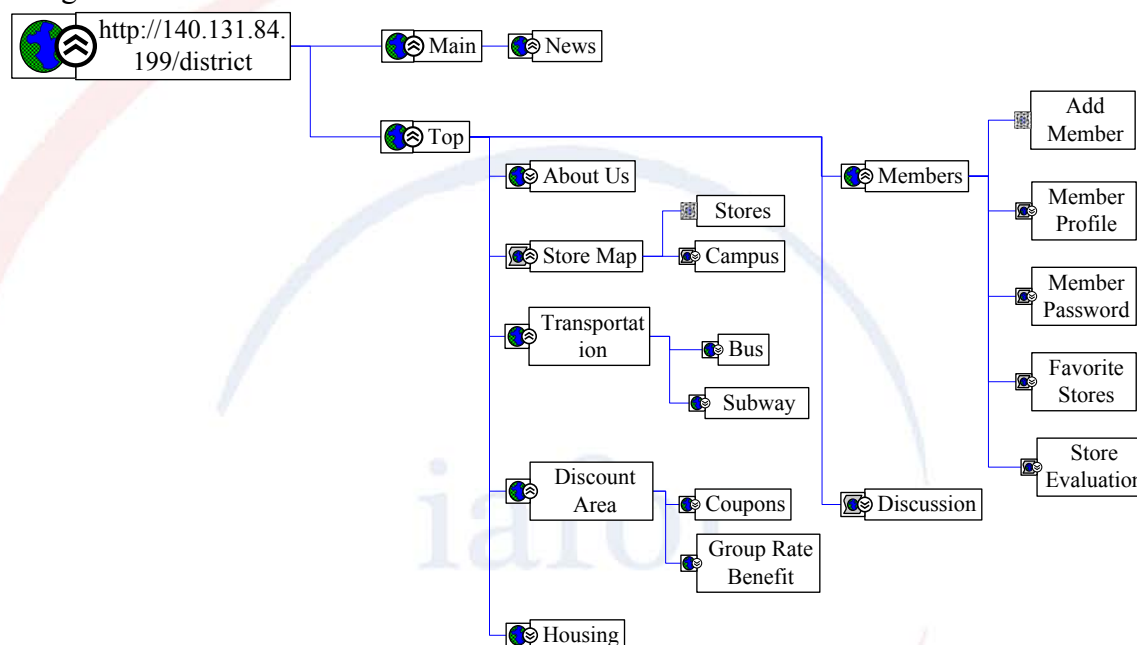 http://140.131.84.
199/district
Main
News
Top
About Us
Members
Add
Member
Member
Profile
Stores
Store Map
Campus
Member
Password
Transportat
ion
Bus
Subway
Favorite
Stores
Store
Evaluation
Discount
Area
Coupons
Discussion
Group Rate
Benefit
Housing
iafor